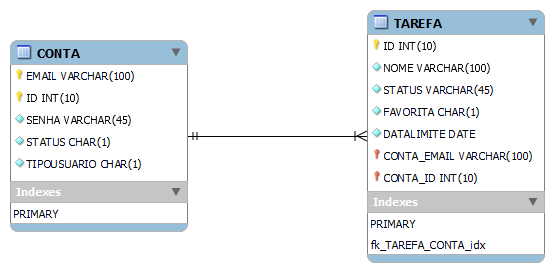 CONTA
EMAIL VARCHAR(100)
ID INT(10)
SENHA VARCHAR(45)
STATUS CHAR(1)
TIPOUSUARIO CHAR(1)
Indexes
PRIMARY
TAREFA
ID INT(10)
NOME VARCHAR(100)
STATUS VARCHAR(45)
FAVORITA CHAR(1)
DATALIMITE DATE
CONTA_EMAIL VARCHAR(100)
CONTA_ID INT(10)
Indexes
PRIMARY
fk_TAREFA_CONTA_idx